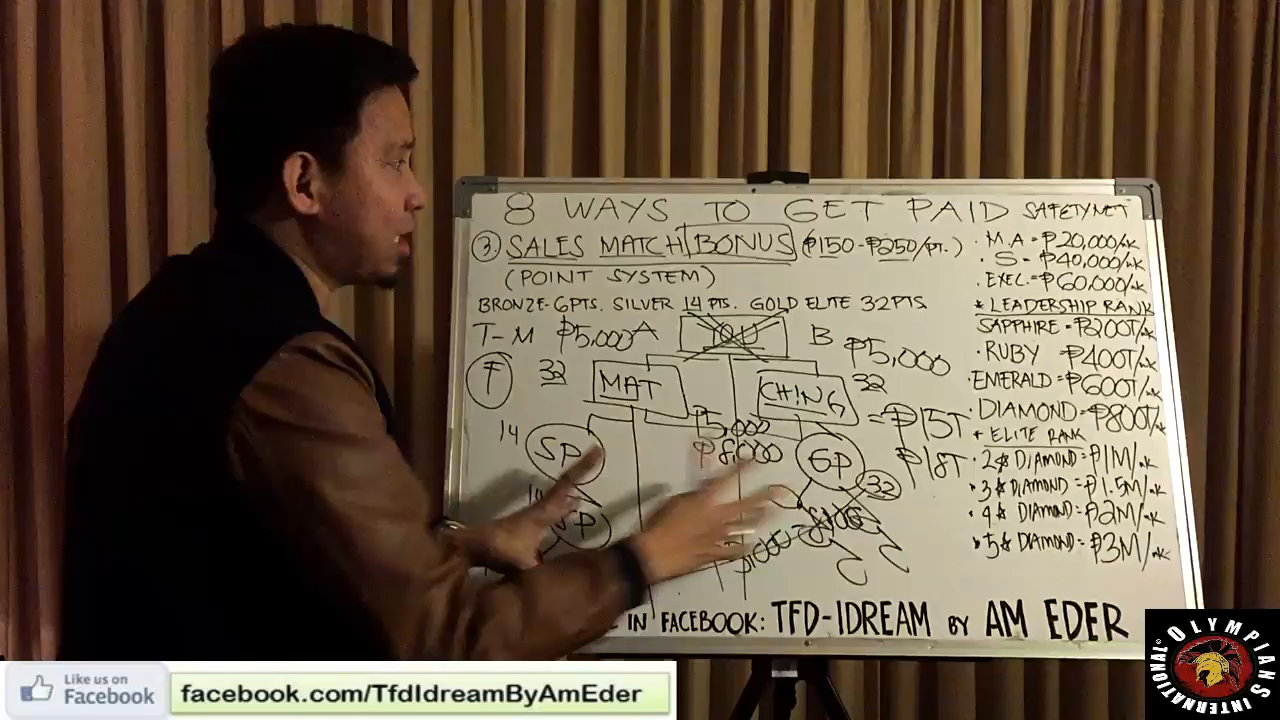 8 WAYS TO GET PAID SAFETYNET
③ SALES MATCH BONUS (₱150-₱250/PT.)
(POINT SYSTEM)
BRONZE-6PTS. SILVER 14 PTS. GOLD ELITE 32PTS
T-M ₱5,000 A YOU B ₱5,000
F 32 MAT CHING 32
= ₱15T
14 SP 15,000 GP ₱18T
₱8,000
32
14 SP
• M.A = ₱20,000/wk
• S = ₱40,000/wk
• EXEC. = ₱60,000/wk
* LEADERSHIP RANK
SAPPHIRE = ₱200T/wk
• RUBY = ₱400T/wk
• EMERALD = ₱600T/wk
• DIAMOND = ₱800T/wk
* ELITE RANK
• 2* DIAMOND = ₱1M/wk
• 3* DIAMOND = ₱1.5M/wk
• 4* DIAMOND = ₱2M/wk
• 5* DIAMOND = ₱3M/wk
IN FACEBOOK: TFD-IDREAM BY AM EDER
Like us on
Facebook
facebook.com/TfdIdreamByAmEder
OLYMPIANS INTERNATIONAL